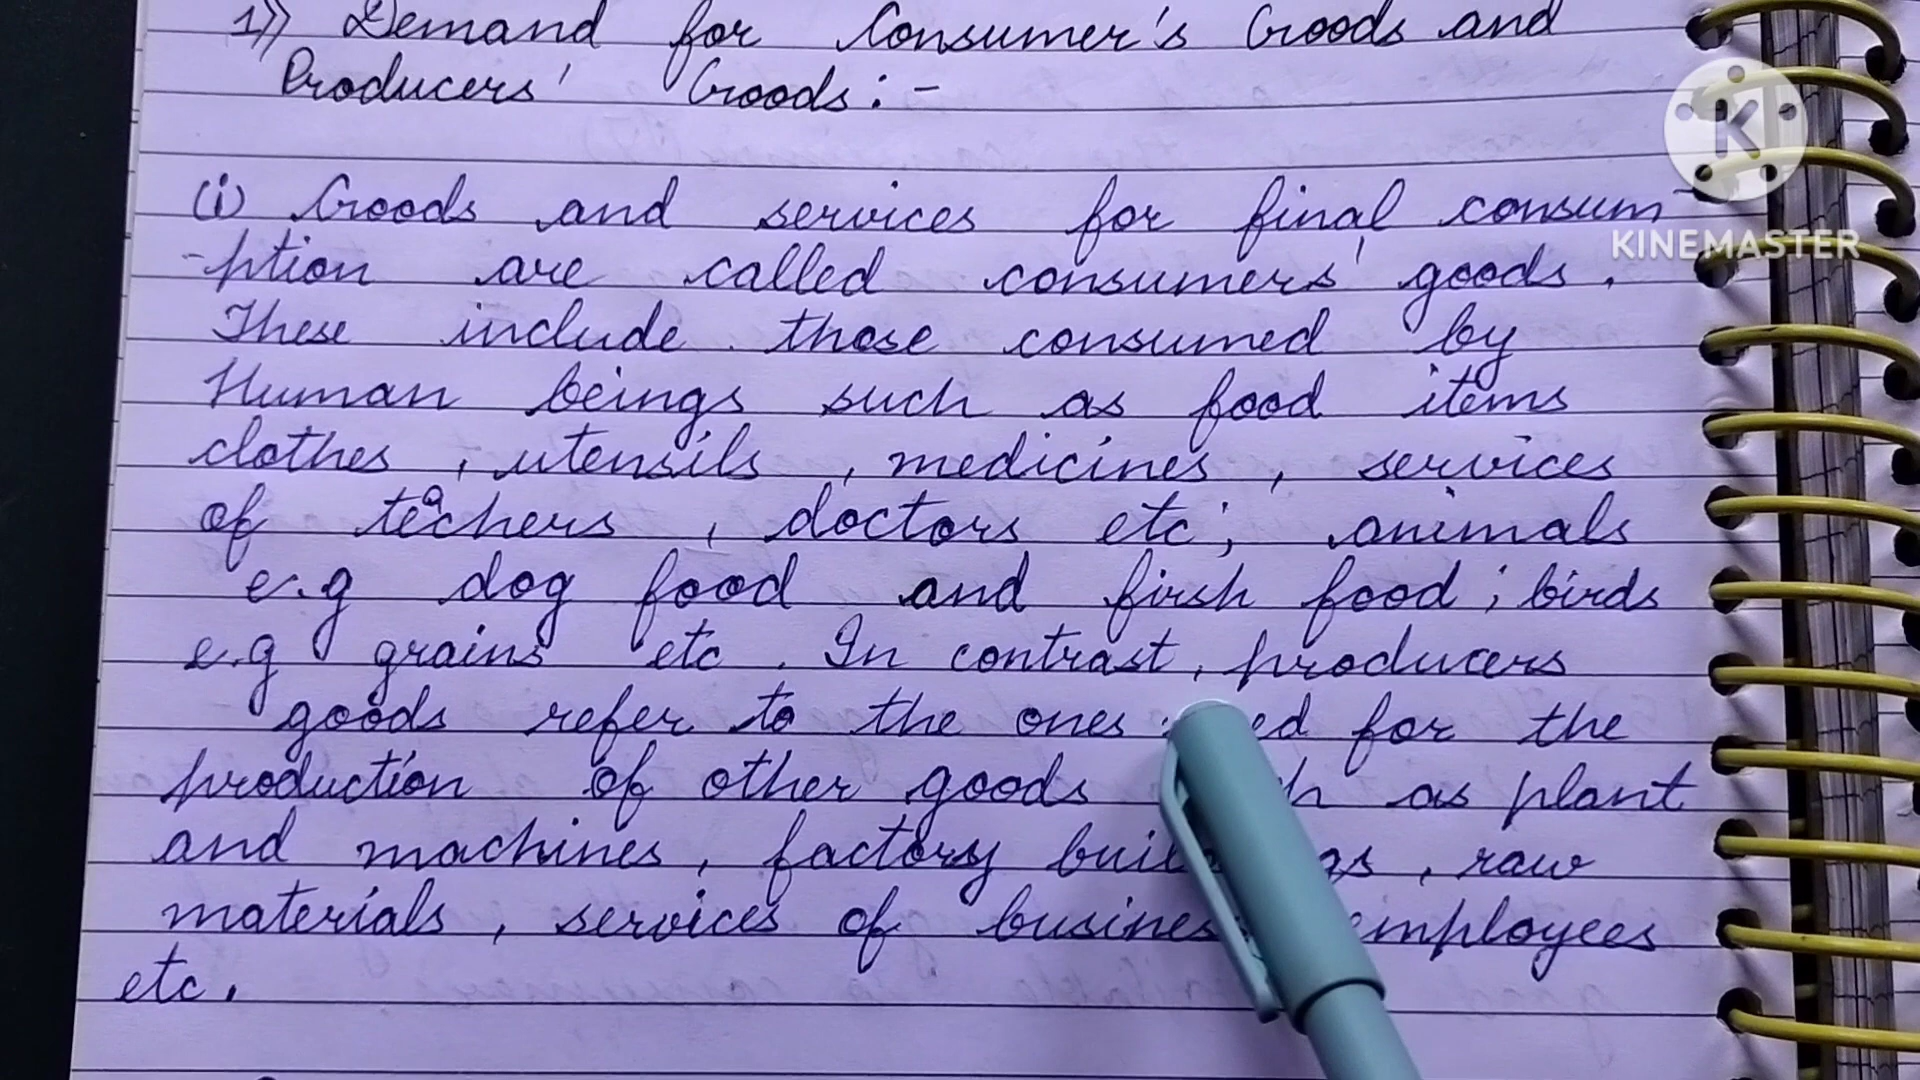 1)) Demand for Consumer's Goods and
Producers' Goods :-
(i) Goods and services for final consum
-ption are called consumers' goods.
These include those consumed by
Human beings such as food items
clothes , utensils , medicines , services
of teachers , doctors etc; animals
e.g dog food and firsh food ; birds
e.g grains etc . In contrast , producers
goods refer to the ones for the
production of other goods as plant
and machines , factory , raw
materials , services of employees
etc.
K
KINEMASTER